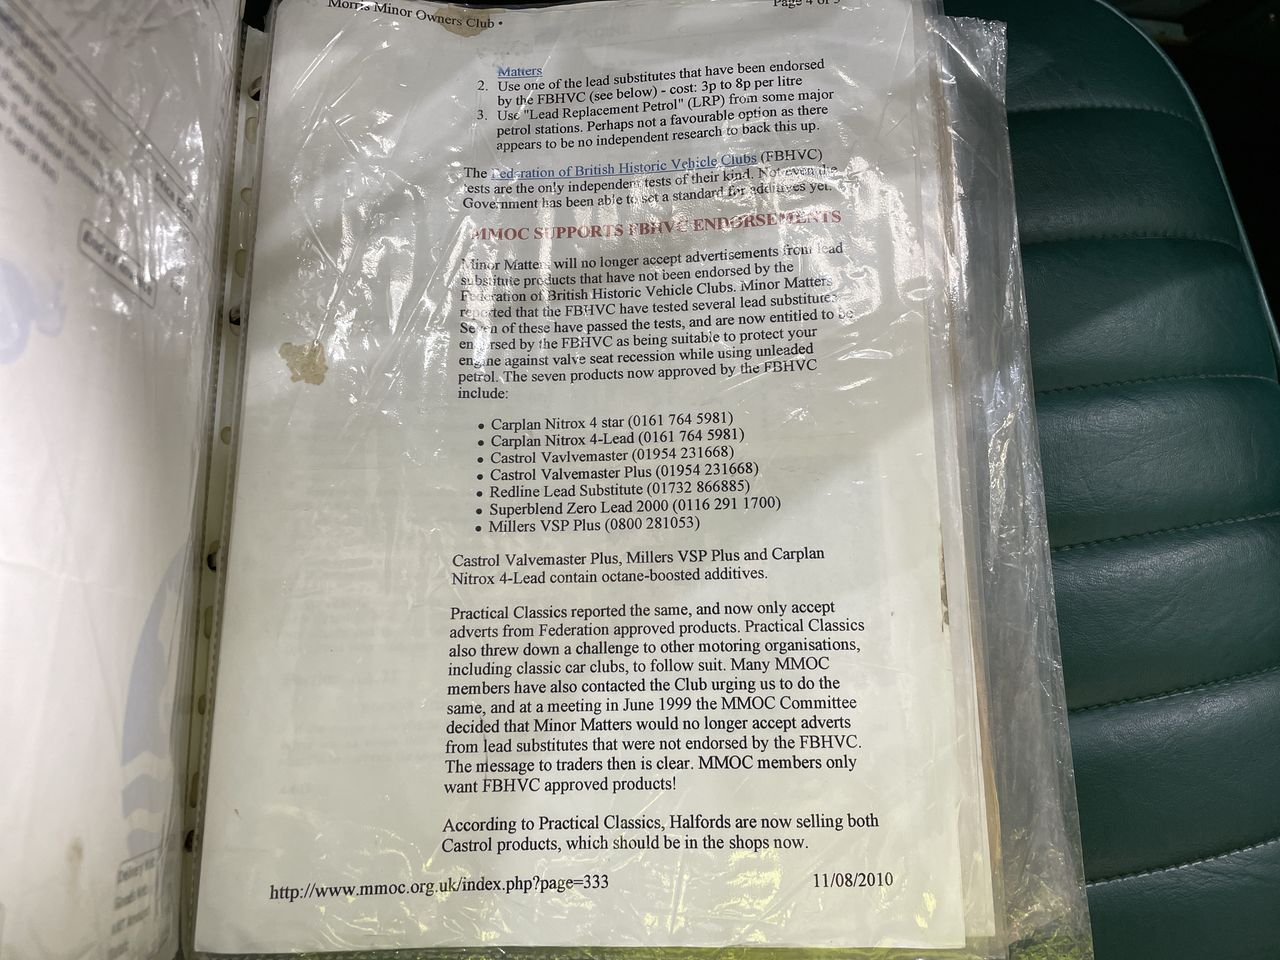 Morris Minor Owners Club •
Page 4 of 5
Matters
2. Use one of the lead substitutes that have been endorsed
by the FBHVC (see below) - cost: 3p to 8p per litre
3. Use "Lead Replacement Petrol" (LRP) from some major
petrol stations. Perhaps not a favourable option as there
appears to be no independent research to back this up.
The Federation of British Historic Vehicle Clubs (FBHVC)
tests are the only independent tests of their kind. Not even the
Government has been able to set a standard for additives yet.
MMOC SUPPORTS FBHVC ENDORSEMENTS
Minor Matters will no longer accept advertisements from lead
substitute products that have not been endorsed by the
Federation of British Historic Vehicle Clubs. Minor Matters
reported that the FBHVC have tested several lead substitutes.
Seven of these have passed the tests, and are now entitled to be
endorsed by the FBHVC as being suitable to protect your
engine against valve seat recession while using unleaded
petrol. The seven products now approved by the FBHVC
include:
• Carplan Nitrox 4 star (0161 764 5981)
• Carplan Nitrox 4-Lead (0161 764 5981)
• Castrol Vavlvemaster (01954 231668)
• Castrol Valvemaster Plus (01954 231668)
• Redline Lead Substitute (01732 866885)
• Superblend Zero Lead 2000 (0116 291 1700)
• Millers VSP Plus (0800 281053)
Castrol Valvemaster Plus, Millers VSP Plus and Carplan
Nitrox 4-Lead contain octane-boosted additives.
Practical Classics reported the same, and now only accept
adverts from Federation approved products. Practical Classics
also threw down a challenge to other motoring organisations,
including classic car clubs, to follow suit. Many MMOC
members have also contacted the Club urging us to do the
same, and at a meeting in June 1999 the MMOC Committee
decided that Minor Matters would no longer accept adverts
from lead substitutes that were not endorsed by the FBHVC.
The message to traders then is clear. MMOC members only
want FBHVC approved products!
According to Practical Classics, Halfords are now selling both
Castrol products, which should be in the shops now.
http://www.mmoc.org.uk/index.php?page=333
11/08/2010